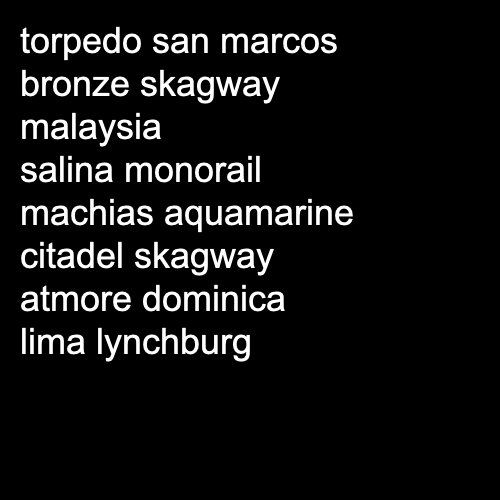 torpedo san marcos
bronze skagway
malaysia
salina monorail
machias aquamarine
citadel skagway
atmore dominica
lima lynchburg